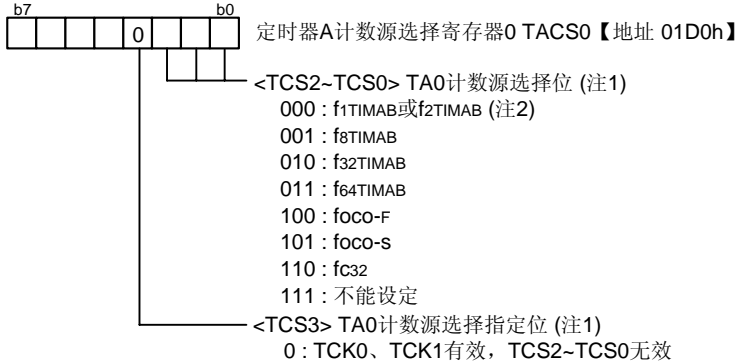 b7 b0
0 定时器A计数源选择寄存器0 TACS0【地址 01D0h】
<TCS2~TCS0> TA0计数源选择位 (注1)
000 : f1TIMAB或f2TIMAB (注2)
001 : f8TIMAB
010 : f32TIMAB
011 : f64TIMAB
100 : foco-F
101 : foco-s
110 : fc32
111 : 不能设定
<TCS3> TA0计数源选择指定位 (注1)
0 : TCK0、TCK1有效，TCS2~TCS0无效